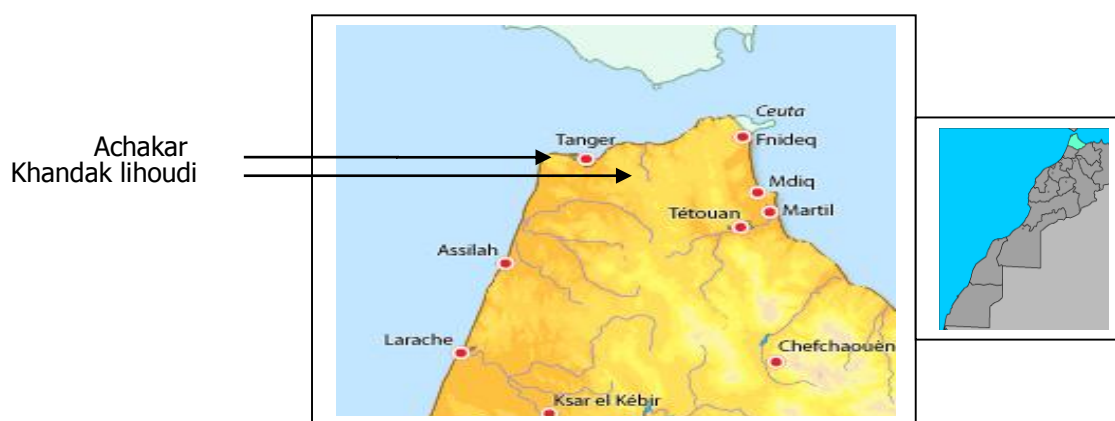 Achakar
Khandak lihoudi
Ceuta
Tanger
Fnideq
Mdiq
Tétouan
Martil
Assilah
Larache
Chefchaouèn
Ksar el Kébir